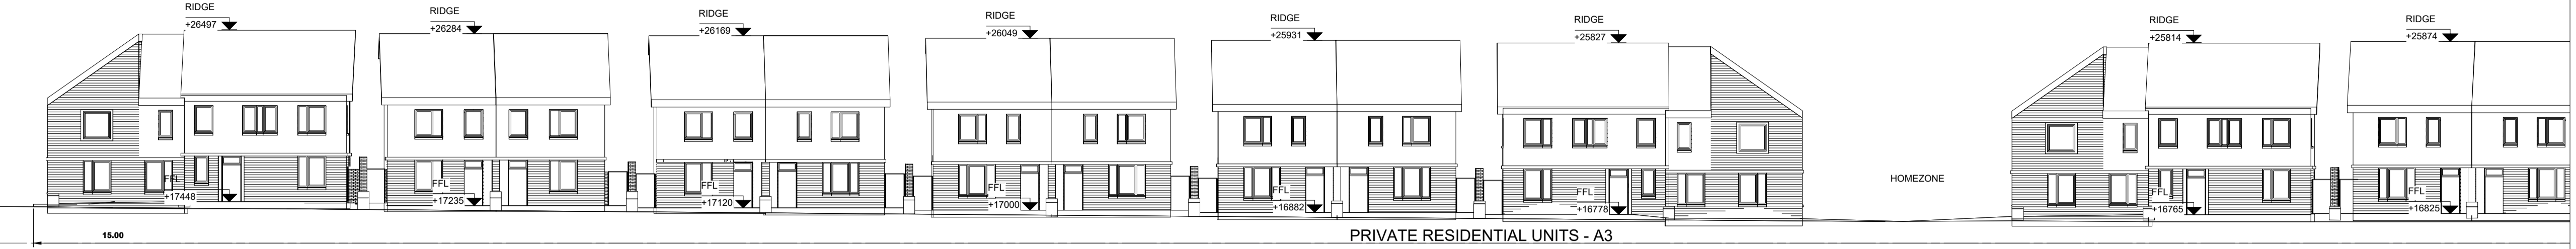 RIDGE
+26497
RIDGE
+26284
RIDGE
+26169
RIDGE
+26049
RIDGE
+25931
RIDGE
+25827
RIDGE
+25814
RIDGE
+25874
FFL
+17448
FFL
+17235
FFL
+17120
FFL
+17000
FFL
+16882
FFL
+16778
HOMEZONE
FFL
+16765
FFL
+16825
15.00
PRIVATE RESIDENTIAL UNITS - A3